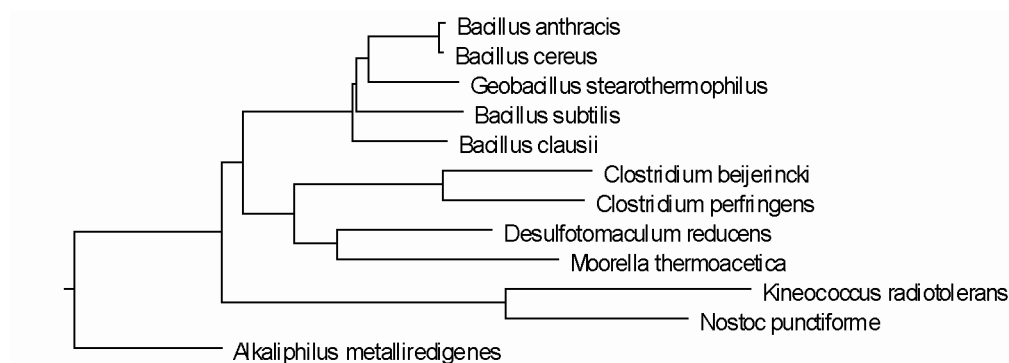 Bacillus anthracis
Bacillus cereus
Geobacillus stearothermophilus
Bacillus subtilis
Bacillus clausii
Clostridium beijerincki
Clostridium perfringens
Desulfotomaculum reducens
Moorella thermoacetica
Kineococcus radiotolerans
Nostoc punctiforme
Alkaliphilus metalliredigenes